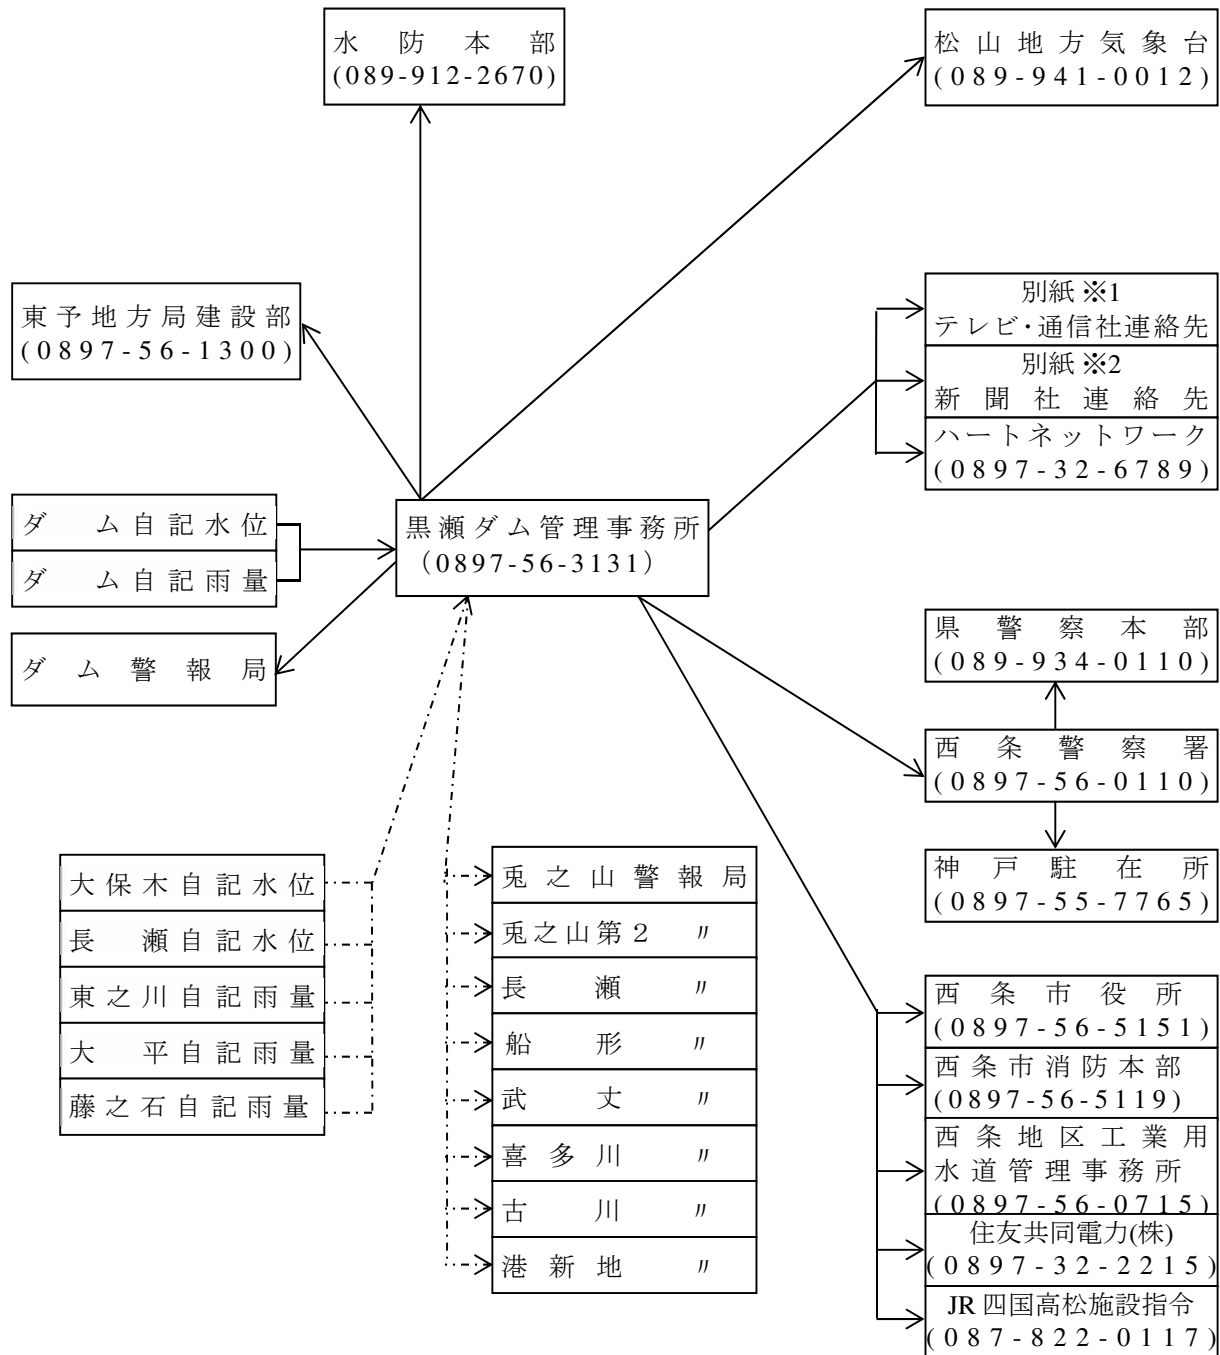 水防本部
(089-912-2670)
松山地方気象台
(089-941-0012)
東予地方局建設部
(0897-56-1300)
別紙※1
テレビ・通信社連絡先
別紙※2
新聞社連絡先
ハートネットワーク
(0897-32-6789)
ダム自記水位
ダム自記雨量
黒瀬ダム管理事務所
(0897-56-3131)
ダム警報局
県警察本部
(089-934-0110)
西条警察署
(0897-56-0110)
神戸駐在所
(0897-55-7765)
大保木自記水位
長瀬自記水位
東之川自記雨量
大平自記雨量
藤之石自記雨量
兎之山警報局
兎之山第2 〃
長瀬 〃
船形 〃
武丈 〃
喜多川 〃
古川 〃
港新地 〃
西条市役所
(0897-56-5151)
西条市消防本部
(0897-56-5119)
西条地区工業用
水道管理事務所
(0897-56-0715)
住友共同電力(株)
(0897-32-2215)
JR四国高松施設指令
(087-822-0117)